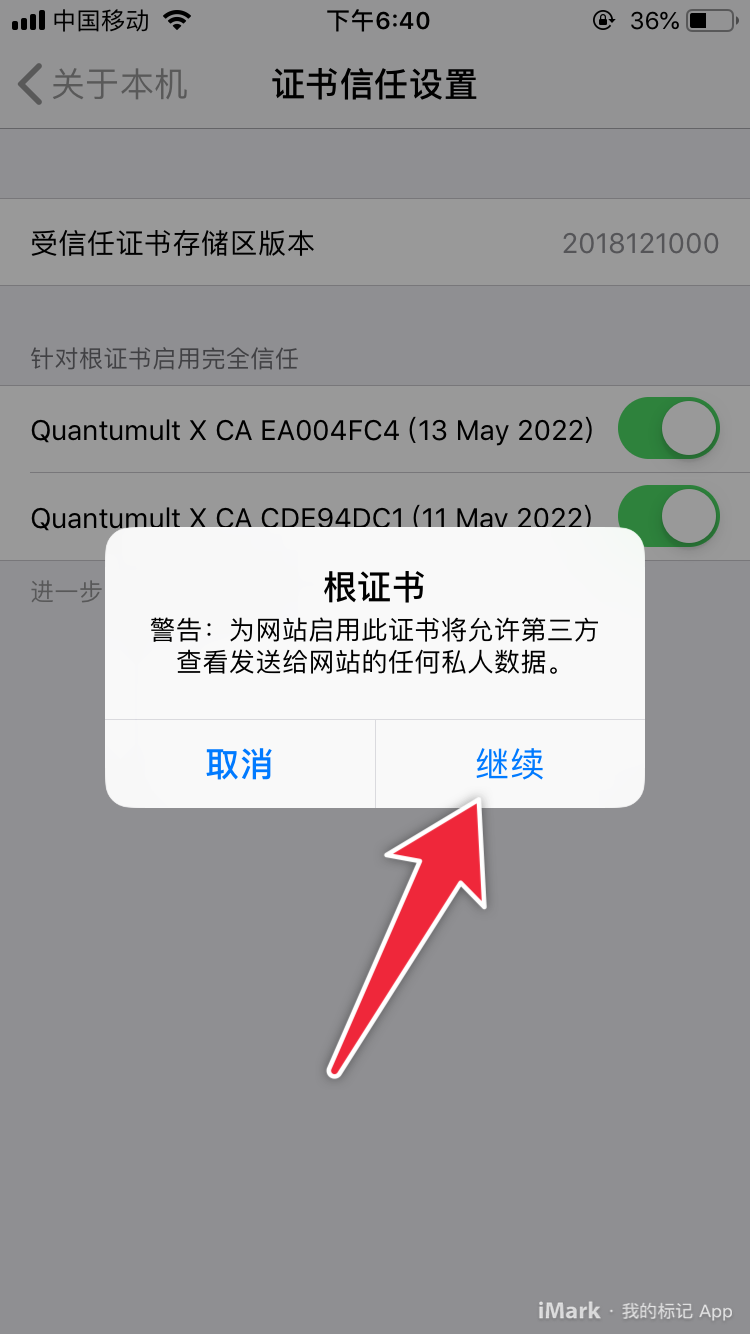 中国移动 下午6:40 36%
关于本机 证书信任设置
受信任证书存储区版本 2018121000
针对根证书启用完全信任
Quantumult X CA EA004FC4 (13 May 2022)
Quantumult X CA CDE94DC1 (11 May 2022)
进一步
根证书
警告：为网站启用此证书将允许第三方
查看发送给网站的任何私人数据。
取消 继续
iMark · 我的标记 App